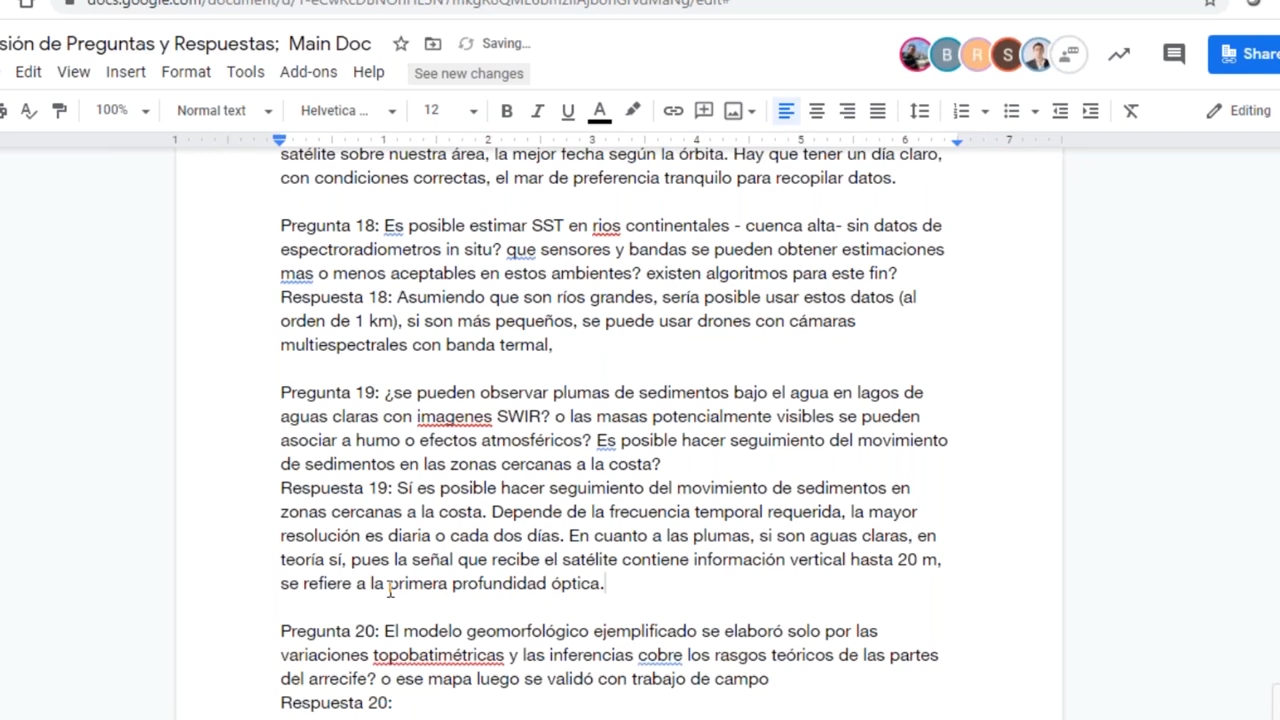 sión de Preguntas y Respuestas; Main Doc
Saving…
B R S
Share
Edit View Insert Format Tools Add-ons Help See new changes
100% Normal text Helvetica ... 12 B I U A Editing
1 1 2 3 4 5 6 7
satélite sobre nuestra área, la mejor fecha según la órbita. Hay que tener un día claro,
con condiciones correctas, el mar de preferencia tranquilo para recopilar datos.
Pregunta 18: Es posible estimar SST en rios continentales - cuenca alta- sin datos de
espectroradiometros in situ? que sensores y bandas se pueden obtener estimaciones
mas o menos aceptables en estos ambientes? existen algoritmos para este fin?
Respuesta 18: Asumiendo que son ríos grandes, sería posible usar estos datos (al
orden de 1 km), si son más pequeños, se puede usar drones con cámaras
multiespectrales con banda termal,
Pregunta 19: ¿se pueden observar plumas de sedimentos bajo el agua en lagos de
aguas claras con imagenes SWIR? o las masas potencialmente visibles se pueden
asociar a humo o efectos atmosféricos? Es posible hacer seguimiento del movimiento
de sedimentos en las zonas cercanas a la costa?
Respuesta 19: Sí es posible hacer seguimiento del movimiento de sedimentos en
zonas cercanas a la costa. Depende de la frecuencia temporal requerida, la mayor
resolución es diaria o cada dos días. En cuanto a las plumas, si son aguas claras, en
teoría sí, pues la señal que recibe el satélite contiene información vertical hasta 20 m,
se refiere a la primera profundidad óptica.
Pregunta 20: El modelo geomorfológico ejemplificado se elaboró solo por las
variaciones topobatimétricas y las inferencias cobre los rasgos teóricos de las partes
del arrecife? o ese mapa luego se validó con trabajo de campo
Respuesta 20: